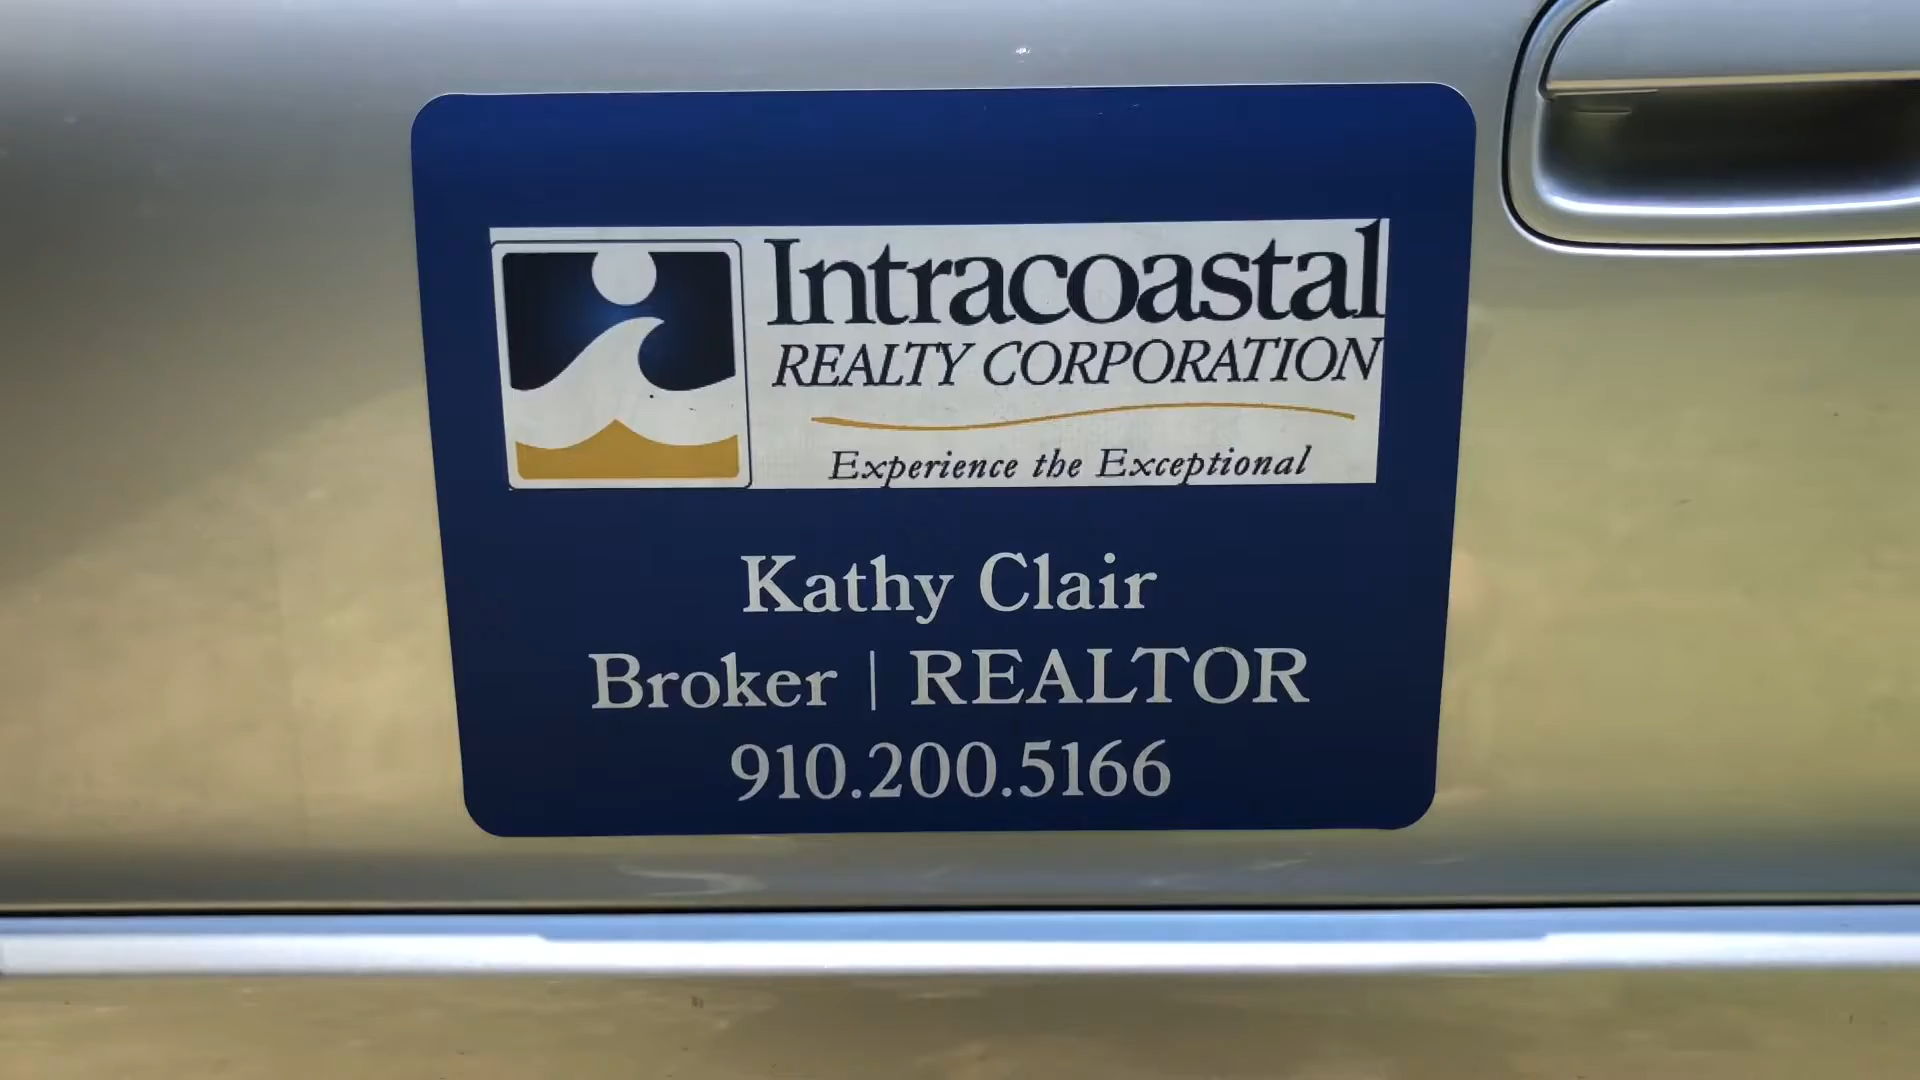 Intracoastal
REALTY CORPORATION
Experience the Exceptional
Kathy Clair
Broker | REALTOR
910.200.5166